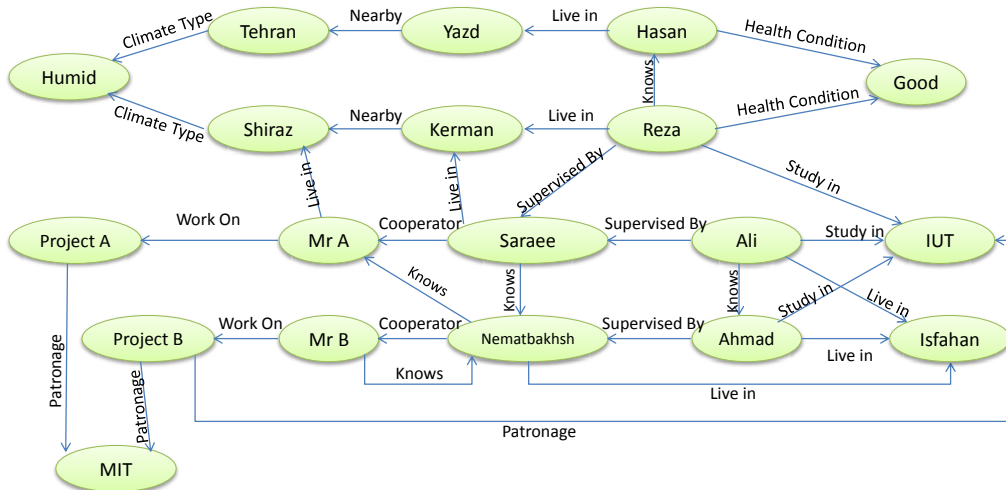 Tehran
Nearby
Yazd
Live in
Hasan
Climate Type
Health Condition
Humid
Good
Knows
Climate Type
Health Condition
Shiraz
Nearby
Kerman
Live in
Reza
Live in
Live in
Supervised By
Study in
Project A
Work On
Mr A
Cooperator
Saraee
Supervised By
Ali
Study in
IUT
Knows
Knows
Knows
Study in
Live in
Project B
Work On
Mr B
Cooperator
Nematbakhsh
Supervised By
Ahmad
Live in
Isfahan
Knows
Live in
Patronage
Patronage
Patronage
MIT